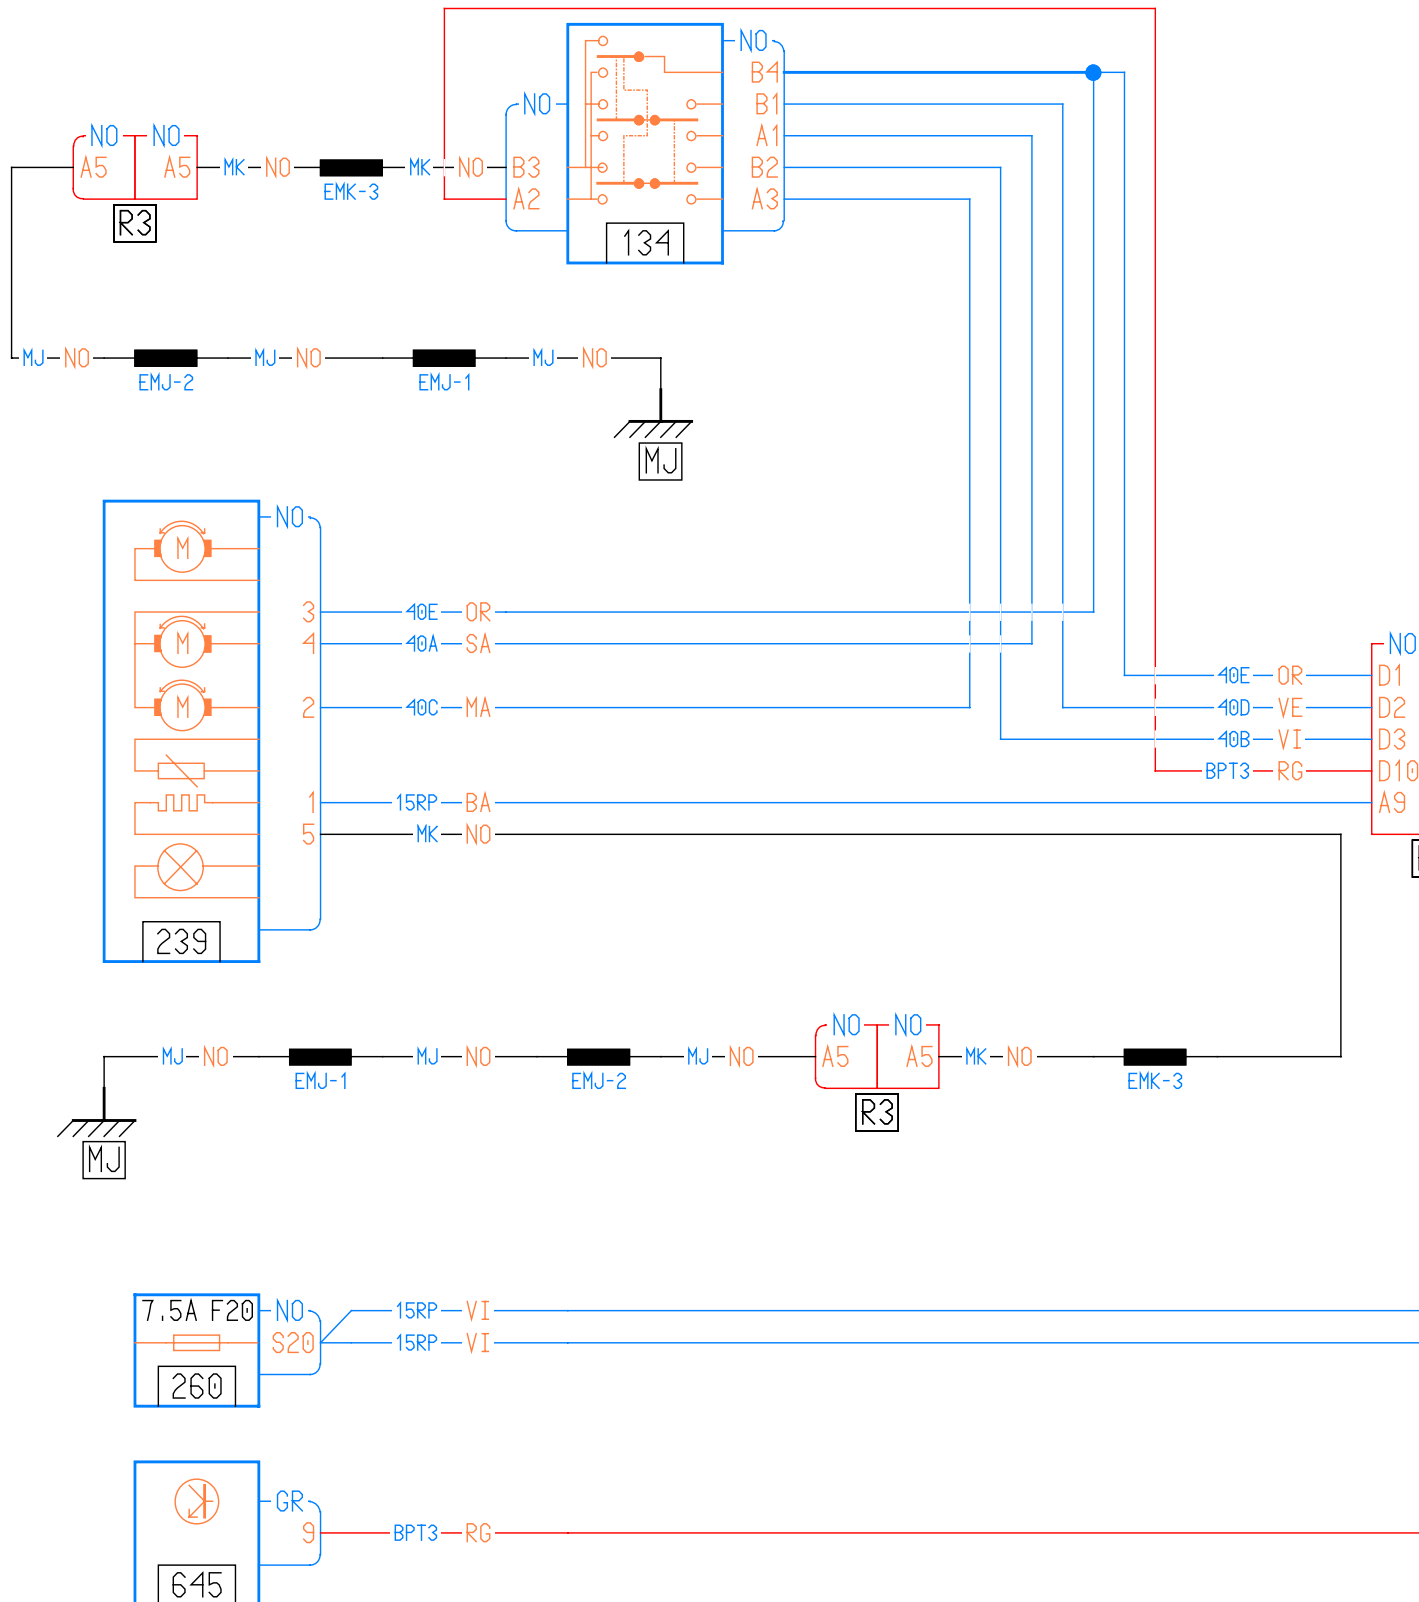 NO
B4
B1
A1
B2
A3
NO
B3
A2
134
NO NO
A5 A5 MK NO MK NO
EMK-3
R3
MJ NO MJ NO MJ NO
EMJ-2 EMJ-1
MJ
NO
3 40E OR
4 40A SA
2 40C MA
1 15RP BA
5 MK NO
239
NO
40E OR D1
40D VE D2
40B VI D3
BPT3 RG D10
A9
NO NO
MJ NO MJ NO MJ NO A5 A5 MK NO
EMJ-1 EMJ-2 EMK-3
R3
MJ
7.5A F20 NO 15RP VI
S20 15RP VI
260
GR
9 BPT3 RG
645